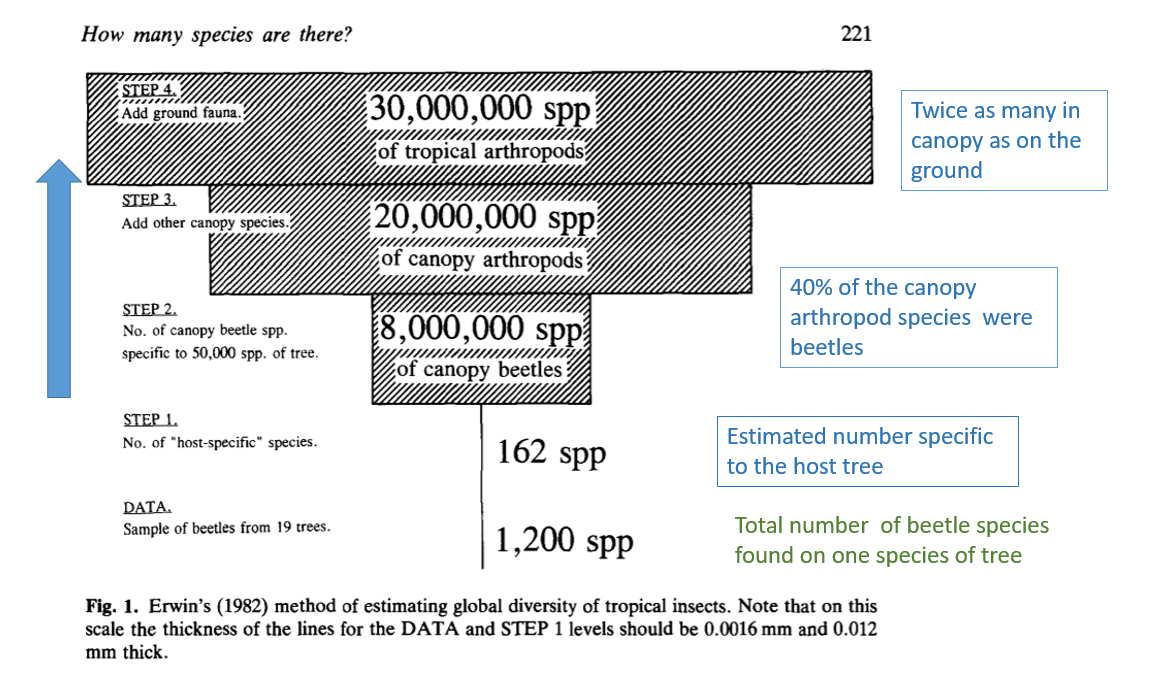 How many species are there?
221
STEP 4.
Add ground fauna.
30,000,000 spp
of tropical arthropods
Twice as many in
canopy as on the
ground
STEP 3.
Add other canopy species.
20,000,000 spp
of canopy arthropods
40% of the canopy
arthropod species were
beetles
STEP 2.
No. of canopy beetle spp.
specific to 50,000 spp. of tree.
8,000,000 spp
of canopy beetles
STEP 1.
No. of "host-specific" species.
162 spp
Estimated number specific
to the host tree
DATA.
Sample of beetles from 19 trees.
1,200 spp
Total number of beetle species
found on one species of tree
Fig. 1. Erwin's (1982) method of estimating global diversity of tropical insects. Note that on this
scale the thickness of the lines for the DATA and STEP 1 levels should be 0.0016 mm and 0.012
mm thick.